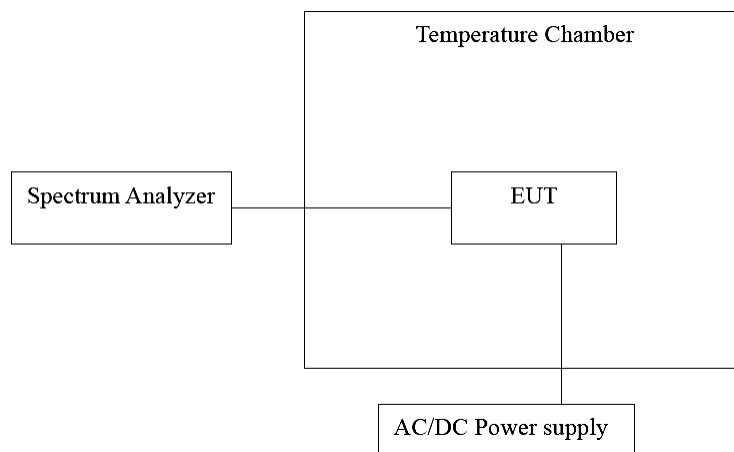 Temperature Chamber
Spectrum Analyzer
EUT
AC/DC Power supply